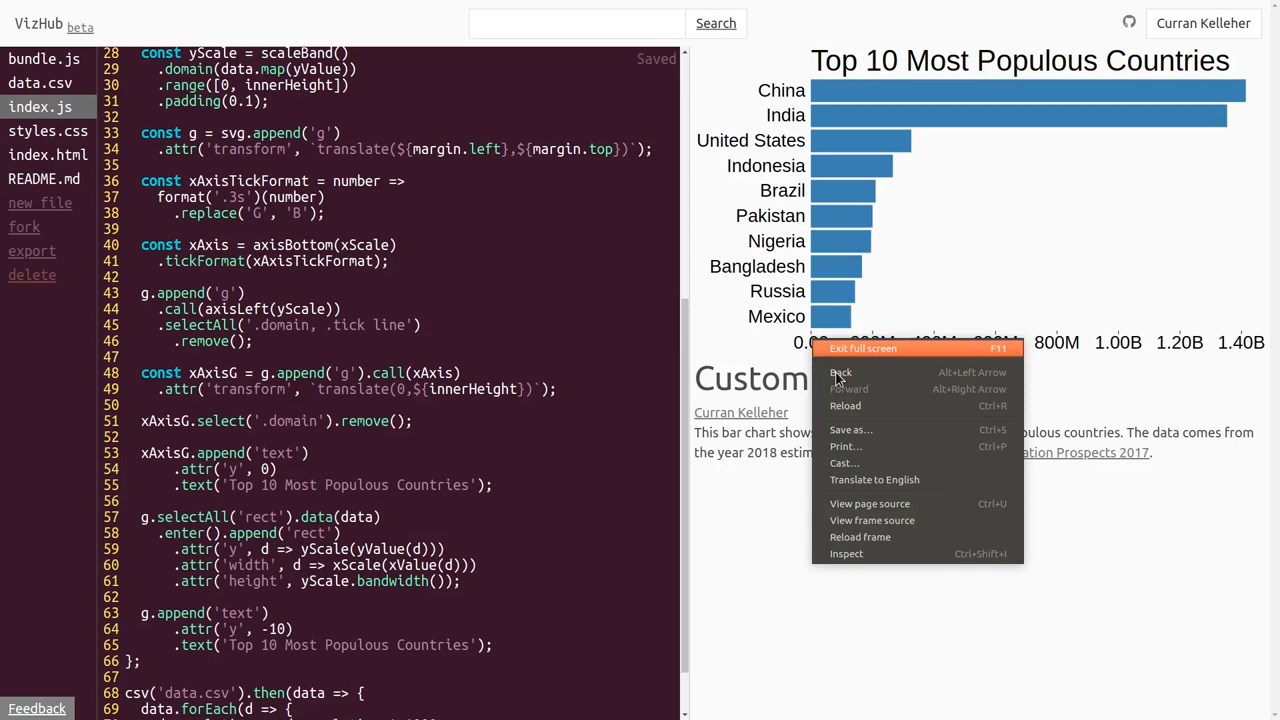 VizHub beta
Search
Curran Kelleher
bundle.js
data.csv
index.js
styles.css
index.html
README.md
new file
fork
export
delete
Feedback
Saved
28 const yScale = scaleBand()
29 .domain(data.map(yValue))
30 .range([0, innerHeight])
31 .padding(0.1);
32
33 const g = svg.append('g')
34 .attr('transform', `translate(${margin.left},${margin.top})`);
35
36 const xAxisTickFormat = number =>
37 format('.3s')(number)
38 .replace('G', 'B');
39
40 const xAxis = axisBottom(xScale)
41 .tickFormat(xAxisTickFormat);
42
43 g.append('g')
44 .call(axisLeft(yScale))
45 .selectAll('.domain, .tick line')
46 .remove();
47
48 const xAxisG = g.append('g').call(xAxis)
49 .attr('transform', `translate(0,${innerHeight})`);
50
51 xAxisG.select('.domain').remove();
52
53 xAxisG.append('text')
54 .attr('y', 0)
55 .text('Top 10 Most Populous Countries');
56
57 g.selectAll('rect').data(data)
58 .enter().append('rect')
59 .attr('y', d => yScale(yValue(d)))
60 .attr('width', d => xScale(xValue(d)))
61 .attr('height', yScale.bandwidth());
62
63 g.append('text')
64 .attr('y', -10)
65 .text('Top 10 Most Populous Countries');
66 };
67
68 csv('data.csv').then(data => {
69 data.forEach(d => {
Top 10 Most Populous Countries
China
India
United States
Indonesia
Brazil
Pakistan
Nigeria
Bangladesh
Russia
Mexico
800M 1.00B 1.20B 1.40B
Custom
Curran Kelleher
This bar chart shows
countries. The data comes from
the year 2018
Prospects 2017.
Exit full screen F11
Back Alt+Left Arrow
Forward Alt+Right Arrow
Reload Ctrl+R
Save as... Ctrl+S
Print... Ctrl+P
Cast...
Translate to English
View page source Ctrl+U
View frame source
Reload frame
Inspect Ctrl+Shift+I